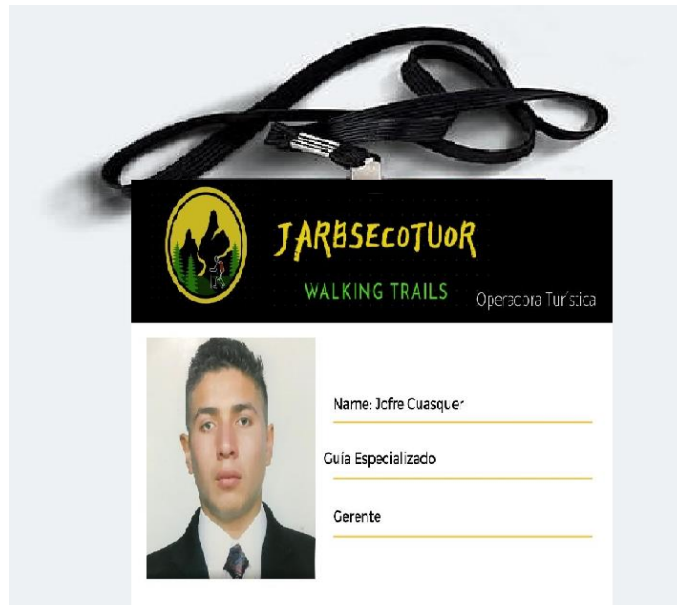 JARBSECOTUOR
WALKING TRAILS
Operadora Turística
Name: Jofre Cuasquer
Guía Especializado
Gerente